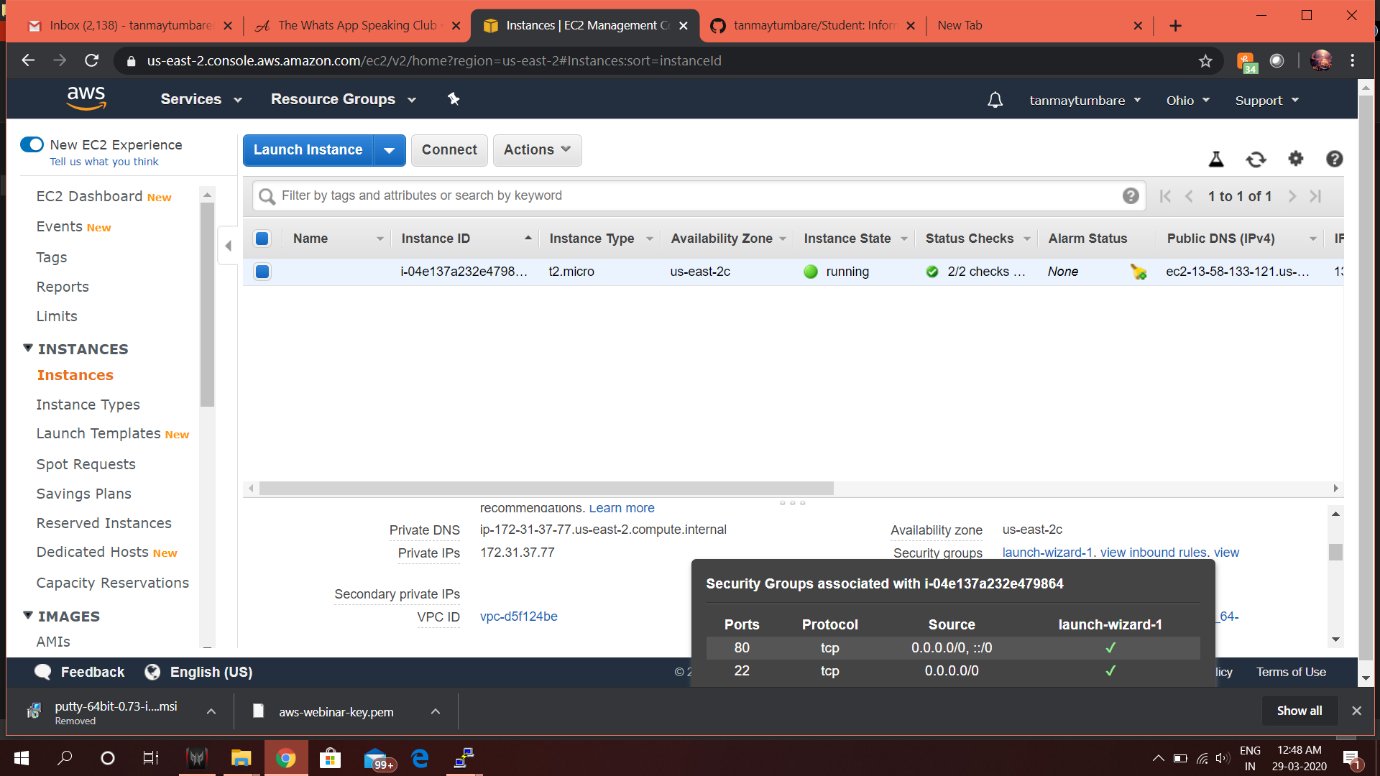 Inbox (2,138) - tanmaytumbare
The Whats App Speaking Club -
Instances | EC2 Management Co
tanmaytumbare/Student: Inform
New Tab
us-east-2.console.aws.amazon.com/ec2/v2/home?region=us-east-2#Instances:sort=instanceId
34
aws
Services
Resource Groups
tanmaytumbare
Ohio
Support
New EC2 Experience
Tell us what you think
Launch Instance
Connect
Actions
EC2 Dashboard New
Events New
Tags
Reports
Limits
INSTANCES
Instances
Instance Types
Launch Templates New
Spot Requests
Savings Plans
Reserved Instances
Dedicated Hosts New
Capacity Reservations
IMAGES
AMIs
Filter by tags and attributes or search by keyword
1 to 1 of 1
Name Instance ID Instance Type Availability Zone Instance State Status Checks Alarm Status Public DNS (IPv4)
i-04e137a232e4798... t2.micro us-east-2c running 2/2 checks ... None ec2-13-58-133-121.us-...
recommendations. Learn more
Private DNS ip-172-31-37-77.us-east-2.compute.internal
Private IPs 172.31.37.77
Secondary private IPs
VPC ID vpc-d5f124be
Availability zone us-east-2c
Security groups launch-wizard-1. view inbound rules. view
_64-
Security Groups associated with i-04e137a232e479864
Ports Protocol Source launch-wizard-1
80 tcp 0.0.0.0/0, ::/0 ✓
22 tcp 0.0.0.0/0 ✓
Feedback
English (US)
© 2
licy
Terms of Use
putty-64bit-0.73-i....msi
Removed
aws-webinar-key.pem
Show all
99+
ENG
IN
12:48 AM
29-03-2020
1